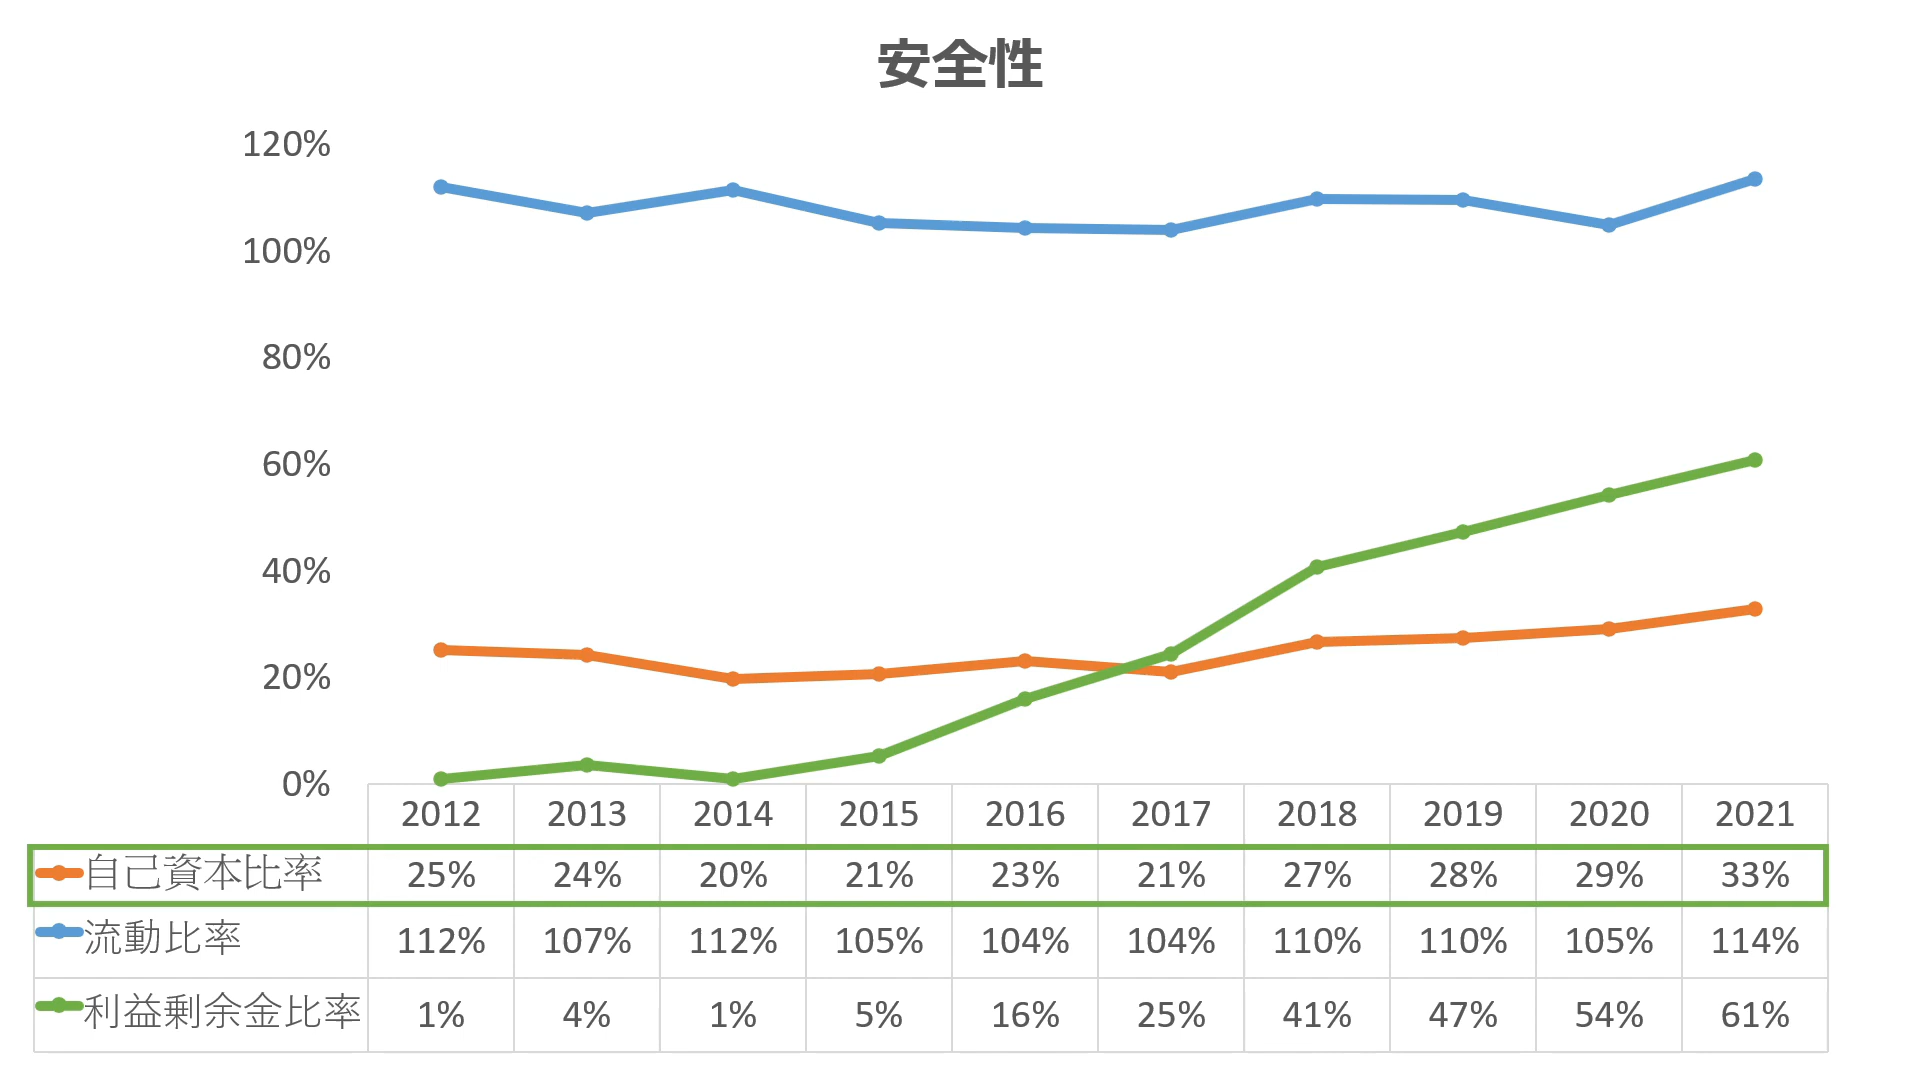 安全性
120%
100%
80%
60%
40%
20%
0%
2012 2013 2014 2015 2016 2017 2018 2019 2020 2021
自己資本比率 25% 24% 20% 21% 23% 21% 27% 28% 29% 33%
流動比率 112% 107% 112% 105% 104% 104% 110% 110% 105% 114%
利益剰余金比率 1% 4% 1% 5% 16% 25% 41% 47% 54% 61%